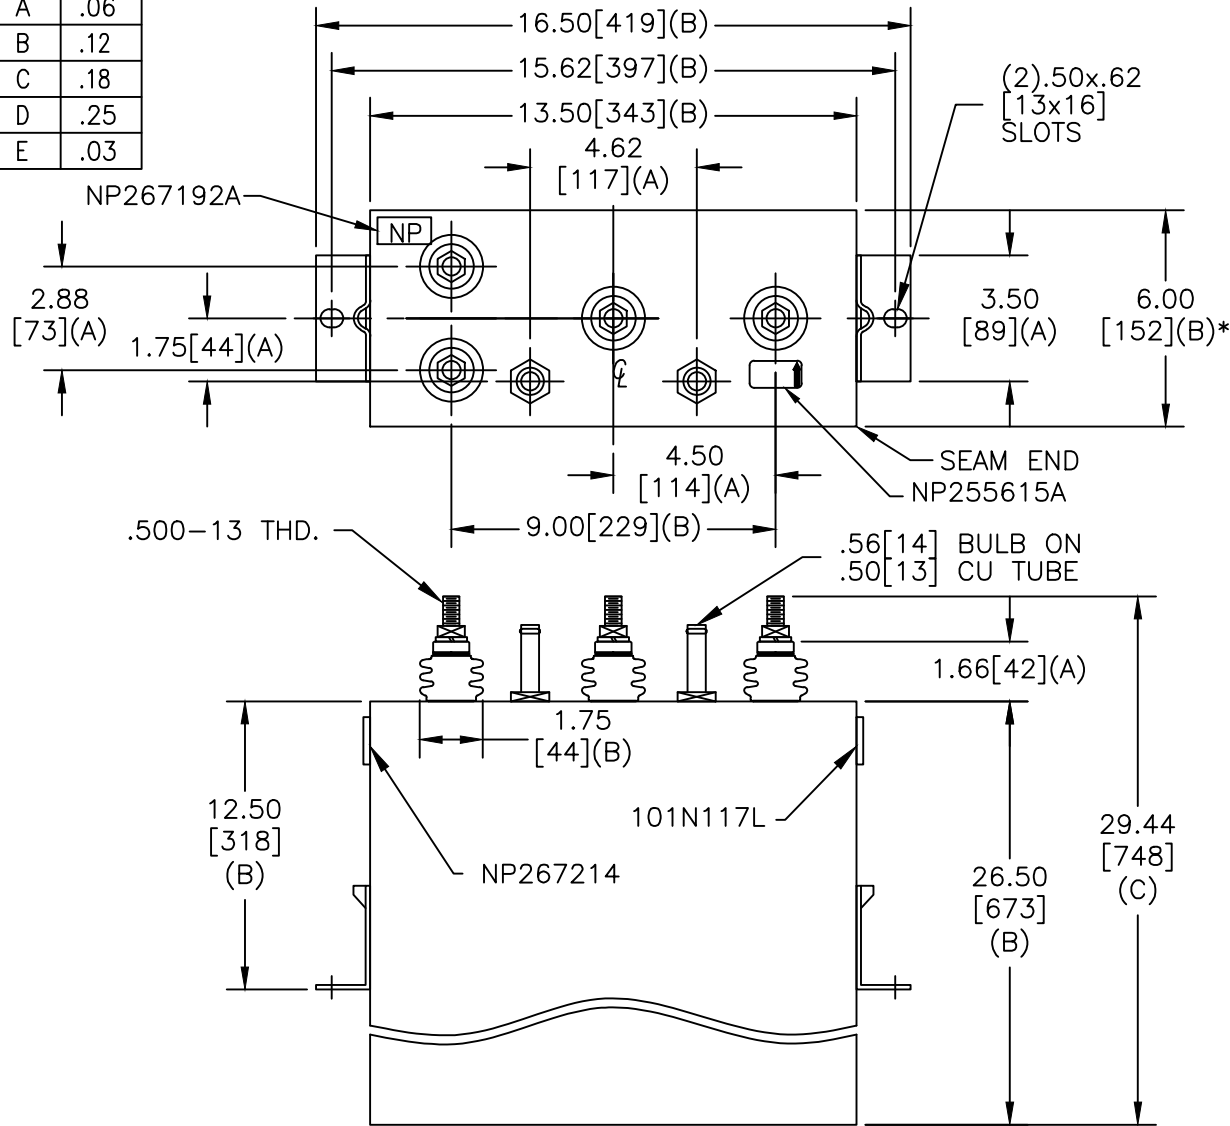 A .06
B .12
C .18
D .25
E .03
16.50[419](B)
15.62[397](B)
13.50[343](B)
4.62
[117](A)
(2).50x.62
[13x16]
SLOTS
NP267192A
NP
2.88
[73](A)
1.75[44](A)
3.50
[89](A)
6.00
[152](B)*
CL
4.50
[114](A)
SEAM END
NP255615A
9.00[229](B)
.500-13 THD.
.56[14] BULB ON
.50[13] CU TUBE
1.66[42](A)
1.75
[44](B)
12.50
[318]
(B)
101N117L
NP267214
29.44
[748]
(C)
26.50
[673]
(B)